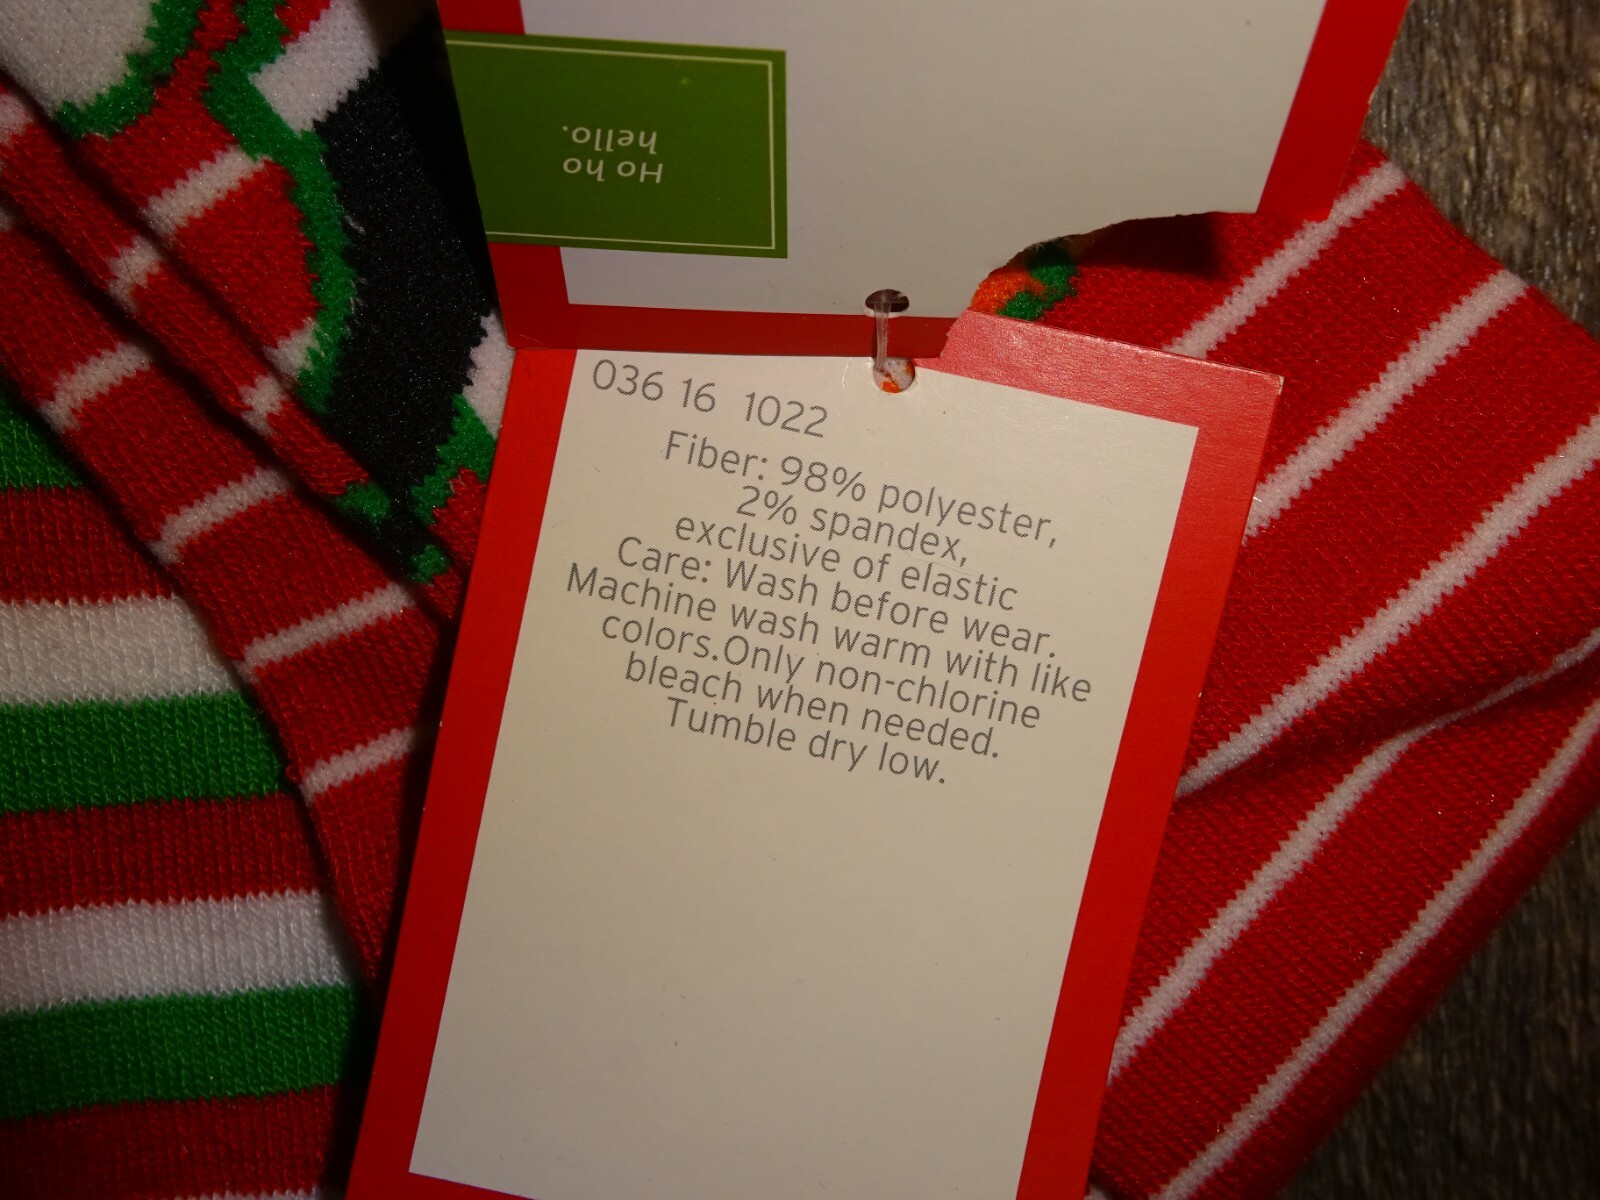 Ho ho
hello.
036 16 1022
Fiber: 98% polyester,
2% spandex,
exclusive of elastic
Care: Wash before wear.
Machine wash warm with like
colors.Only non-chlorine
bleach when needed.
Tumble dry low.